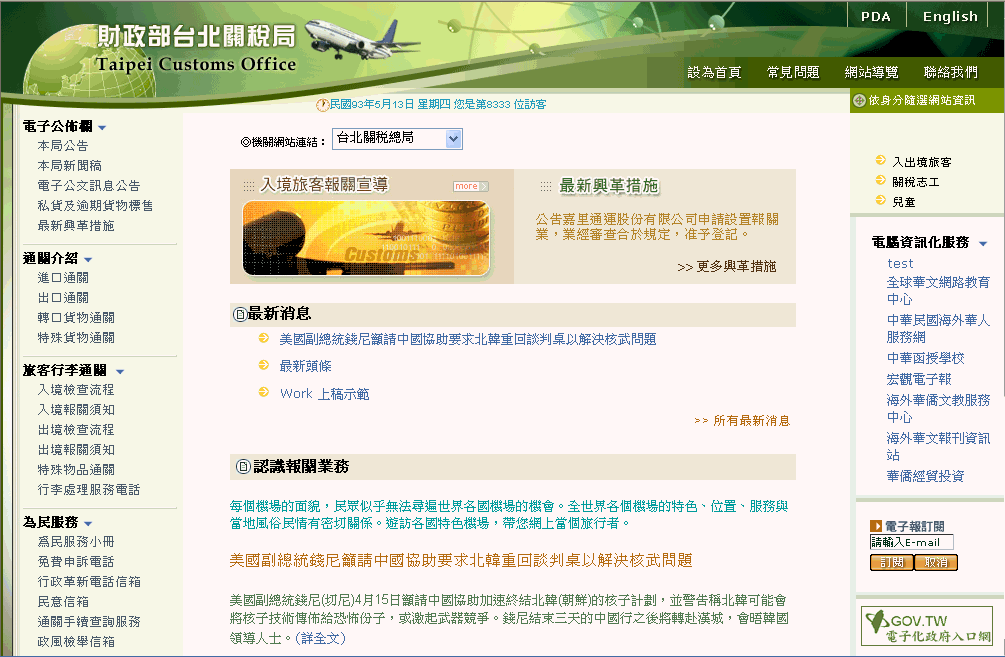 財政部台北關稅局
Taipei Customs Office
PDA
English
設為首頁
常見問題
網站導覽
聯絡我們
民國93年5月13日 星期四 您是第8333 位訪客
依身分隨選網站資訊
電子公佈欄
本局公告
本局新聞稿
電子公文訊息公告
私貨及逾期貨物標售
最新興革措施
通關介紹
進口通關
出口通關
轉口貨物通關
特殊貨物通關
旅客行李通關
入境檢查流程
入境報關須知
出境檢查流程
出境報關須知
特殊物品通關
行李處理服務電話
為民服務
為民服務小冊
免費申訴電話
行政革新電話信箱
民意信箱
通關手續查詢服務
政風檢舉信箱
◎機關網站連結：
台北關稅總局
入境旅客報關宣導
more
Customs
最新興革措施
公告嘉里通運股份有限公司申請設置報關
業，業經審查合於規定，准予登記。
>> 更多興革措施
最新消息
美國副總統錢尼籲請中國協助要求北韓重回談判桌以解決核武問題
最新頭條
Work 上稿示範
>> 所有最新消息
認識報關業務
每個機場的面貌，民眾似乎無法尋遍世界各國機場的機會。全世界各個機場的特色、位置、服務與
當地風俗民情有密切關係。遊訪各國特色機場，帶您網上當個旅行者。
美國副總統錢尼籲請中國協助要求北韓重回談判桌以解決核武問題
美國副總統錢尼(切尼)4月15日籲請中國協助加速終結北韓(朝鮮)的核子計劃，並警告稱北韓可能會
將核子技術傳佈給恐怖份子，或激起武器競爭。錢尼結束三天的中國行之後將轉赴漢城，會晤韓國
領導人士。(詳全文)
入出境旅客
關稅志工
兒童
電腦資訊化服務
test
全球華文網路教育
中心
中華民國海外華人
服務網
中華函授學校
宏觀電子報
海外華僑文教服務
中心
海外華文報刊資訊
站
華僑經貿投資
電子報訂閱
請輸入E-mail
訂閱
取消
GOV.TW
電子化政府入口網